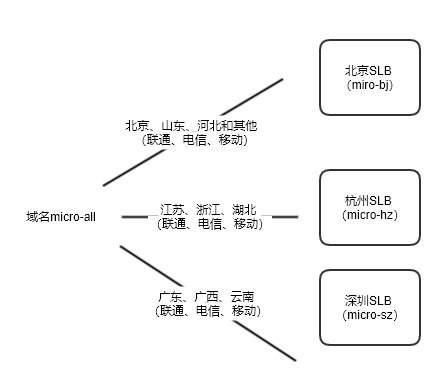 北京SLB
（miro-bj）
北京、山东、河北和其他
（联通、电信、移动）
域名micro-all
江苏、浙江、湖北
（联通、电信、移动）
杭州SLB
（micro-hz）
广东、广西、云南
（联通、电信、移动）
深圳SLB
（micro-sz）